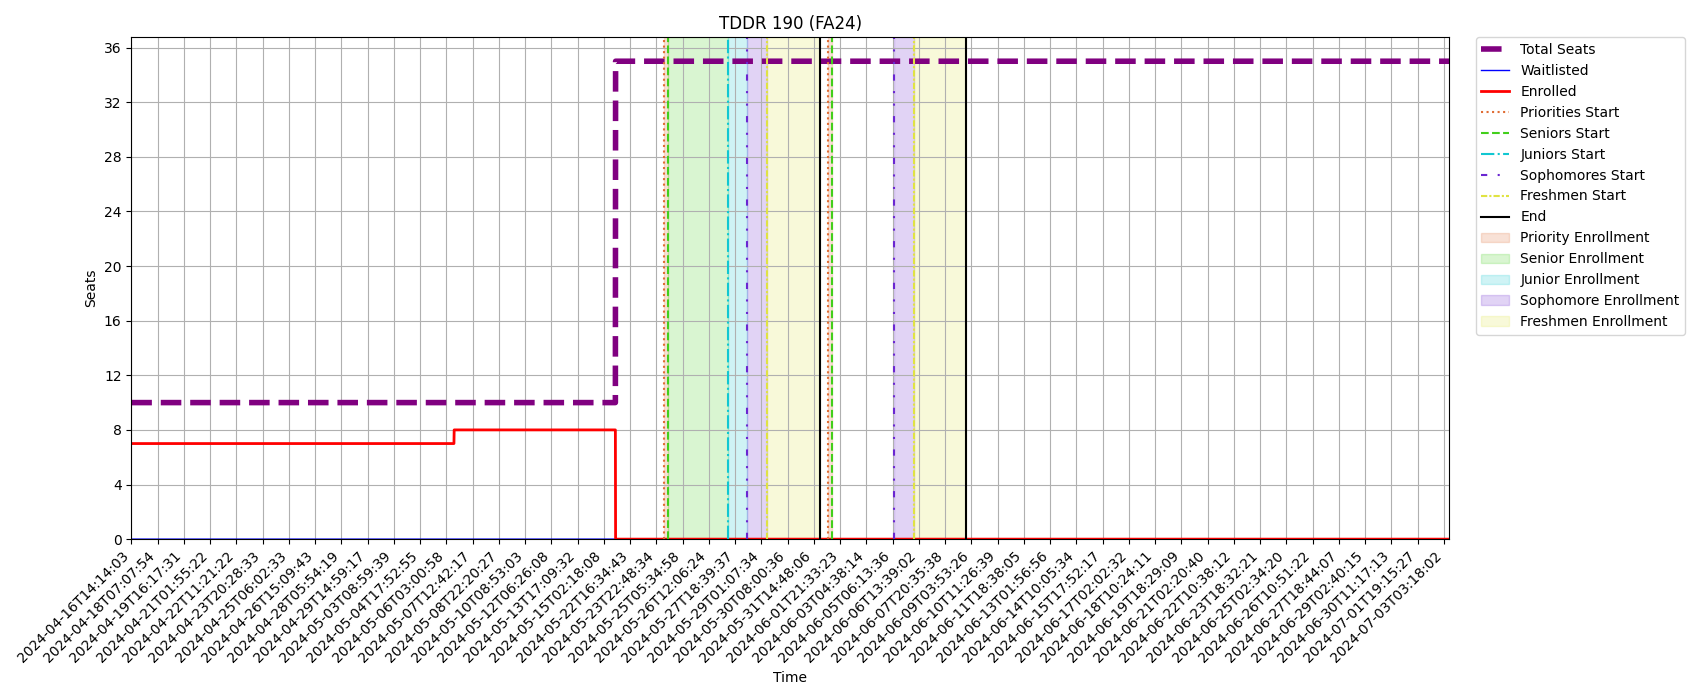 TDDR 190 (FA24)
36
32
28
24
20
16
12
8
4
0
Seats
2024-04-16T14:14:03
2024-04-18T07:07:54
2024-04-19T16:17:31
2024-04-21T01:55:22
2024-04-22T11:21:22
2024-04-23T20:28:33
2024-04-25T06:02:33
2024-04-26T15:09:43
2024-04-28T05:54:19
2024-04-29T14:59:17
2024-05-03T08:59:39
2024-05-04T17:52:55
2024-05-06T03:00:58
2024-05-07T12:42:17
2024-05-08T22:20:27
2024-05-10T08:53:03
2024-05-12T06:26:08
2024-05-13T17:09:32
2024-05-15T02:18:08
2024-05-22T16:34:43
2024-05-23T22:48:34
2024-05-25T05:34:58
2024-05-26T12:06:24
2024-05-27T18:39:37
2024-05-29T01:07:34
2024-05-30T08:00:36
2024-05-31T14:48:06
2024-06-01T21:33:23
2024-06-03T04:38:14
2024-06-05T06:13:36
2024-06-06T13:39:02
2024-06-07T20:35:38
2024-06-09T03:53:26
2024-06-10T11:26:39
2024-06-11T18:38:05
2024-06-13T01:56:56
2024-06-14T10:05:34
2024-06-15T17:52:17
2024-06-17T02:02:32
2024-06-18T10:24:11
2024-06-19T18:29:09
2024-06-21T02:20:40
2024-06-22T10:38:12
2024-06-23T18:32:21
2024-06-25T02:34:20
2024-06-26T10:51:22
2024-06-27T18:44:07
2024-06-29T02:40:15
2024-06-30T11:17:13
2024-07-01T19:15:27
2024-07-03T03:18:02
Time
Total Seats
Waitlisted
Enrolled
Priorities Start
Seniors Start
Juniors Start
Sophomores Start
Freshmen Start
End
Priority Enrollment
Senior Enrollment
Junior Enrollment
Sophomore Enrollment
Freshmen Enrollment